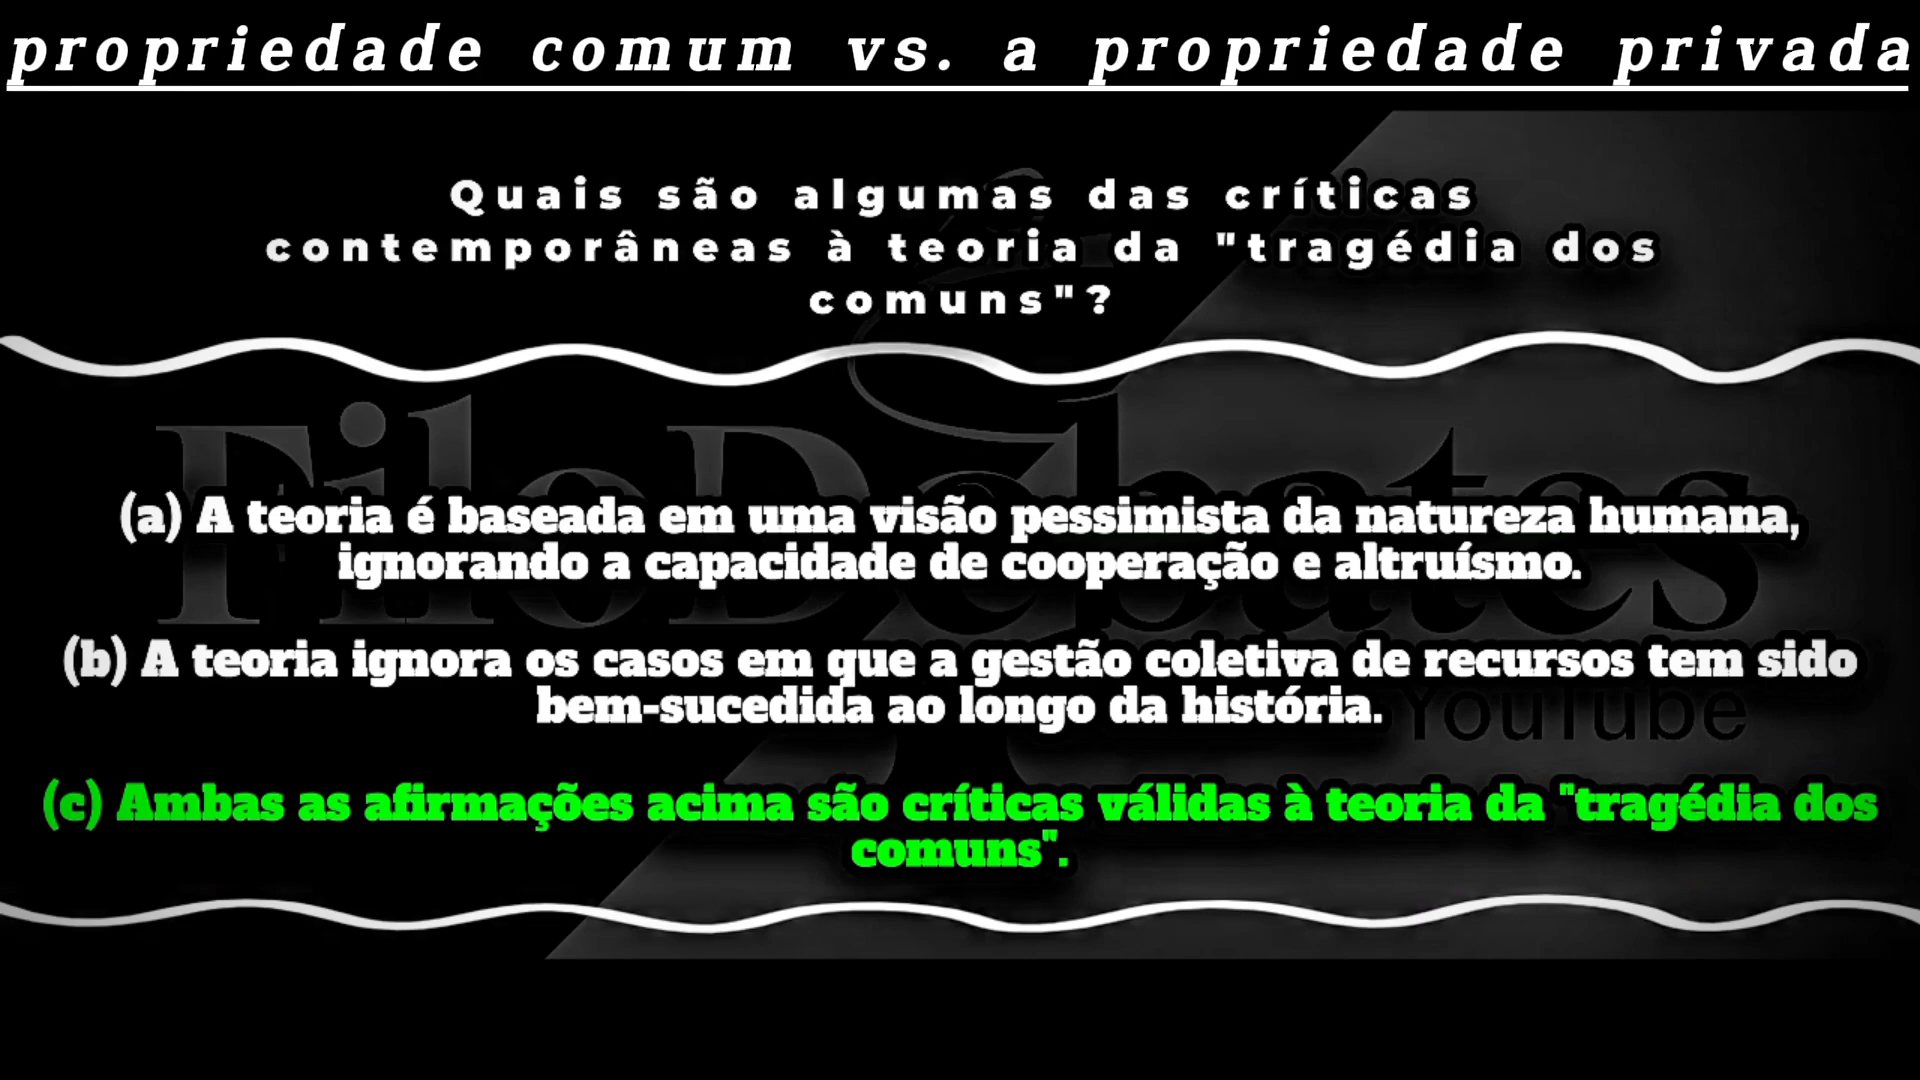 propriedade comum vs. a propriedade privada
Quais são algumas das críticas
contemporâneas à teoria da "tragédia dos
comuns"?
FiloDebates
(a) A teoria é baseada em uma visão pessimista da natureza humana,
ignorando a capacidade de cooperação e altruísmo.
(b) A teoria ignora os casos em que a gestão coletiva de recursos tem sido
bem-sucedida ao longo da história.
YouTube
(c) Ambas as afirmações acima são críticas válidas à teoria da "tragédia dos
comuns".